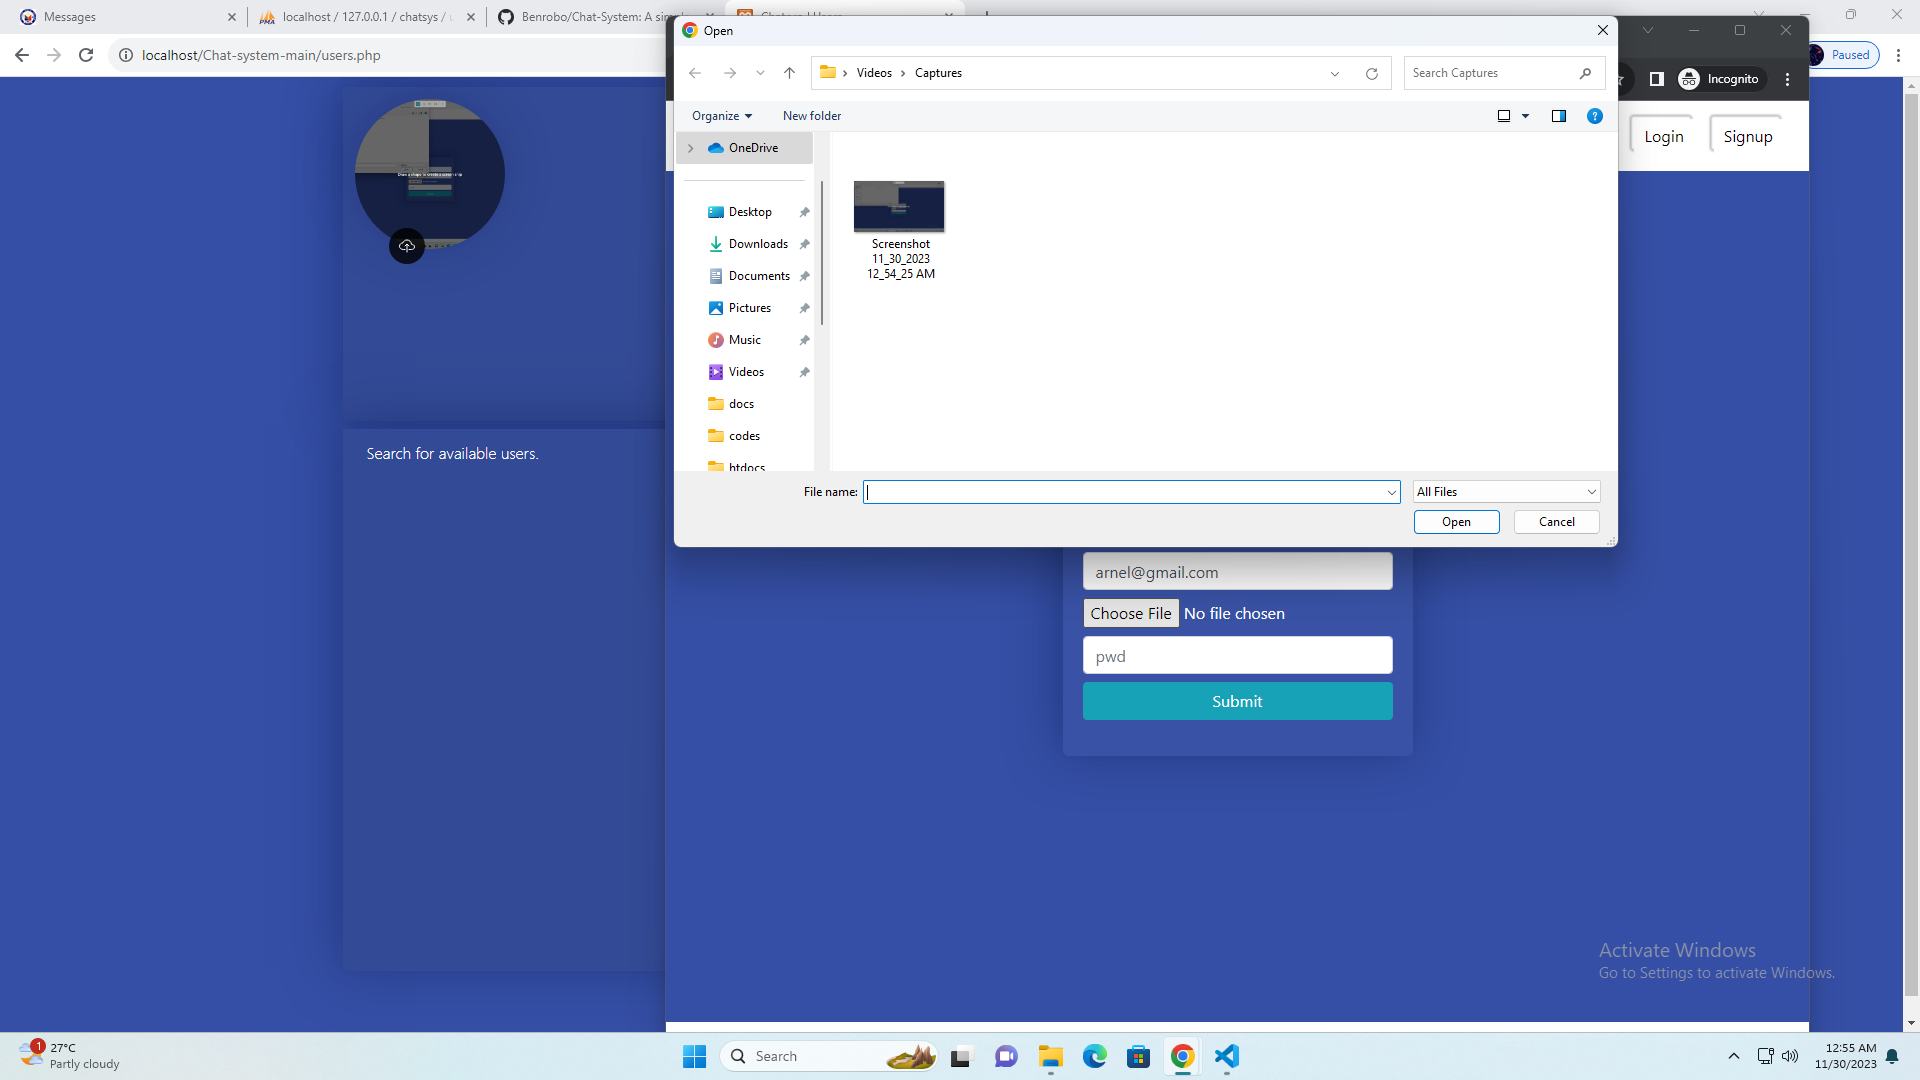 Messages
localhost / 127.0.0.1 / chatsys / u
Benrobo/Chat-System: A simpl
localhost/Chat-system-main/users.php
Paused
Open
Videos
Captures
Search Captures
Incognito
Organize
New folder
Login
Signup
OneDrive
Desktop
Downloads
Documents
Pictures
Music
Videos
docs
codes
htdocs
Screenshot
11_30_2023
12_54_25 AM
Search for available users.
File name:
All Files
Open
Cancel
arnel@gmail.com
Choose File
No file chosen
pwd
Submit
Activate Windows
Go to Settings to activate Windows.
1
27°C
Partly cloudy
Search
12:55 AM
11/30/2023